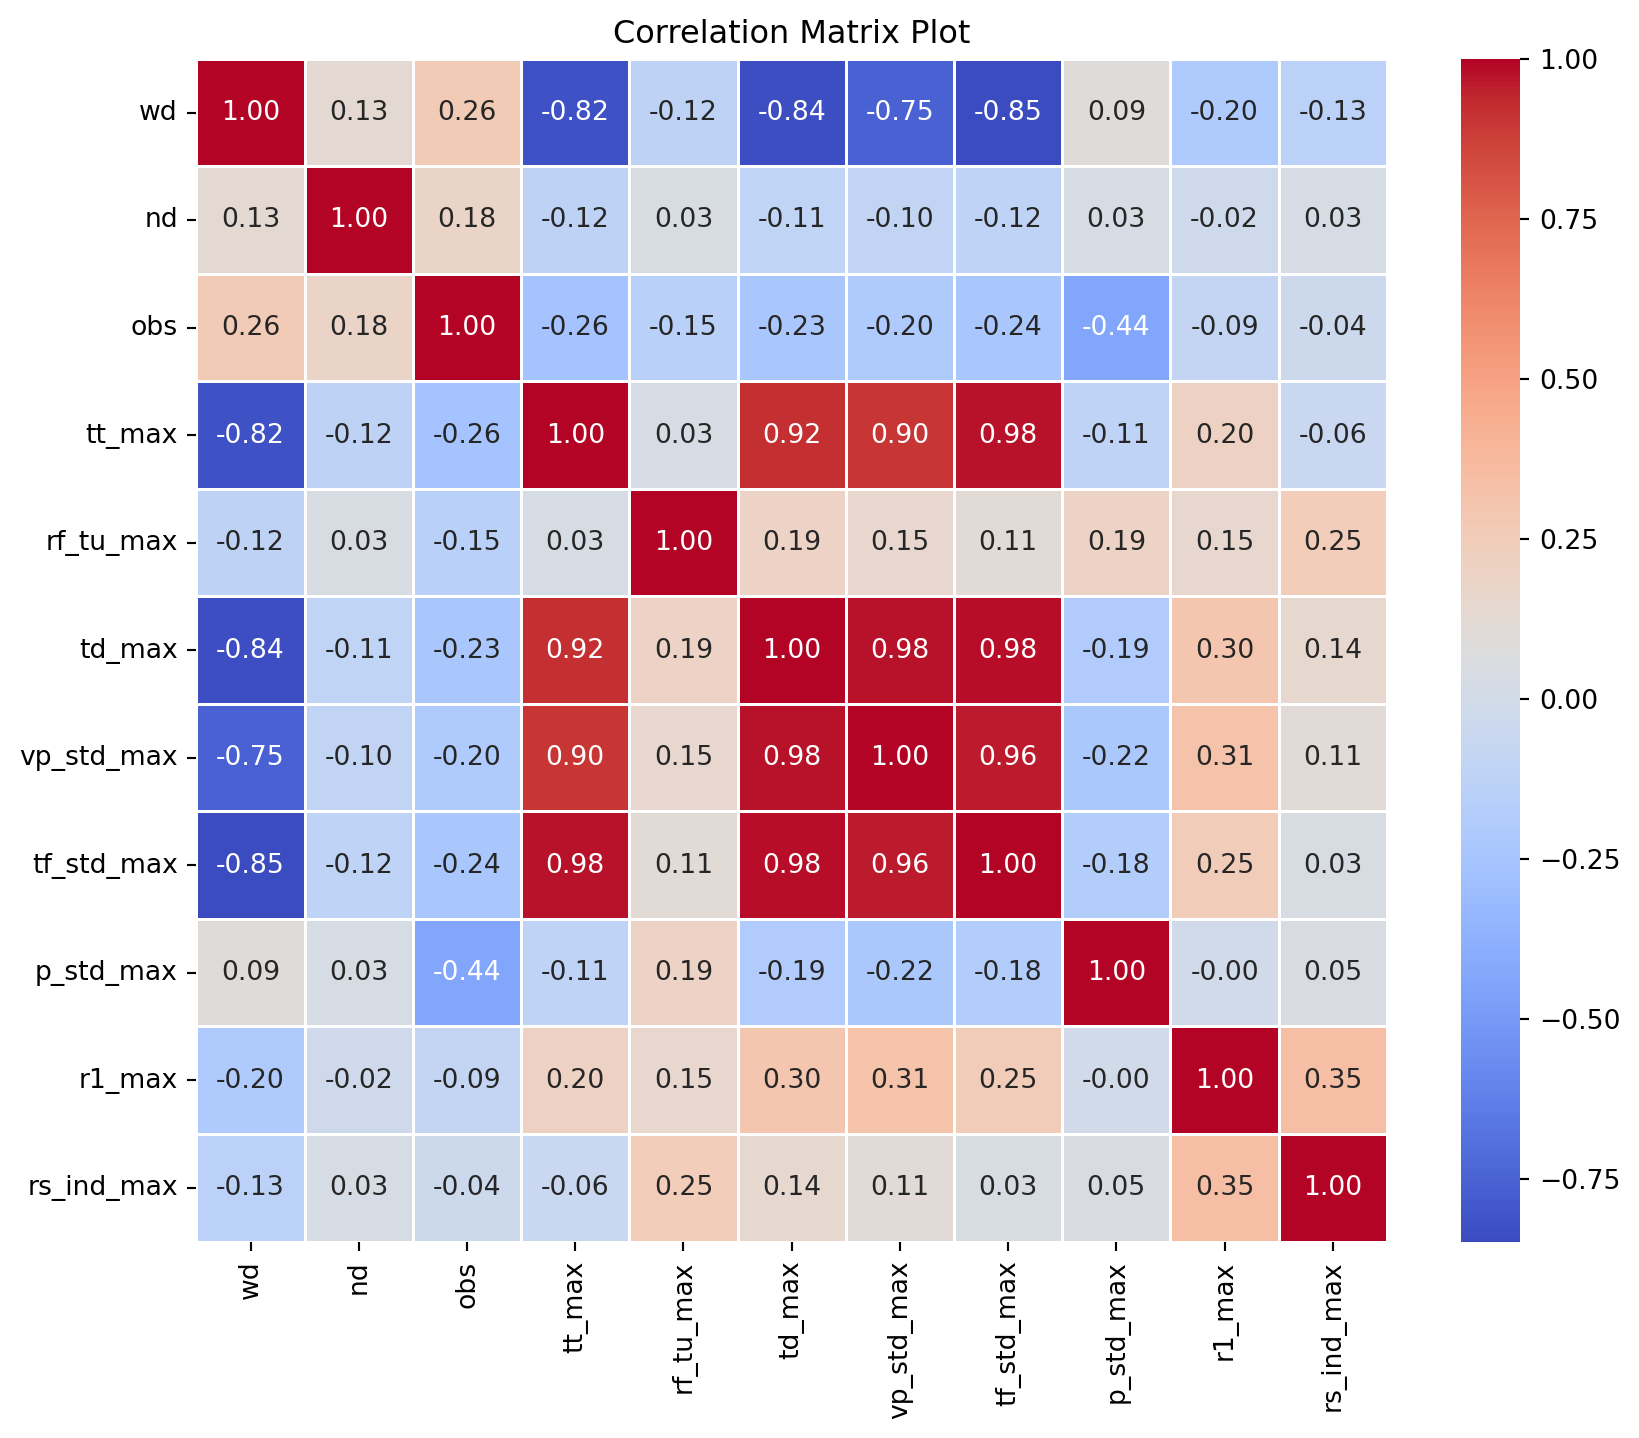 Correlation Matrix Plot
wd 1.00 0.13 0.26 -0.82 -0.12 -0.84 -0.75 -0.85 0.09 -0.20 -0.13
nd 0.13 1.00 0.18 -0.12 0.03 -0.11 -0.10 -0.12 0.03 -0.02 0.03
obs 0.26 0.18 1.00 -0.26 -0.15 -0.23 -0.20 -0.24 -0.44 -0.09 -0.04
tt_max -0.82 -0.12 -0.26 1.00 0.03 0.92 0.90 0.98 -0.11 0.20 -0.06
rf_tu_max -0.12 0.03 -0.15 0.03 1.00 0.19 0.15 0.11 0.19 0.15 0.25
td_max -0.84 -0.11 -0.23 0.92 0.19 1.00 0.98 0.98 -0.19 0.30 0.14
vp_std_max -0.75 -0.10 -0.20 0.90 0.15 0.98 1.00 0.96 -0.22 0.31 0.11
tf_std_max -0.85 -0.12 -0.24 0.98 0.11 0.98 0.96 1.00 -0.18 0.25 0.03
p_std_max 0.09 0.03 -0.44 -0.11 0.19 -0.19 -0.22 -0.18 1.00 -0.00 0.05
r1_max -0.20 -0.02 -0.09 0.20 0.15 0.30 0.31 0.25 -0.00 1.00 0.35
rs_ind_max -0.13 0.03 -0.04 -0.06 0.25 0.14 0.11 0.03 0.05 0.35 1.00
wd nd obs tt_max rf_tu_max td_max vp_std_max tf_std_max p_std_max r1_max rs_ind_max
1.00
0.75
0.50
0.25
0.00
−0.25
−0.50
−0.75